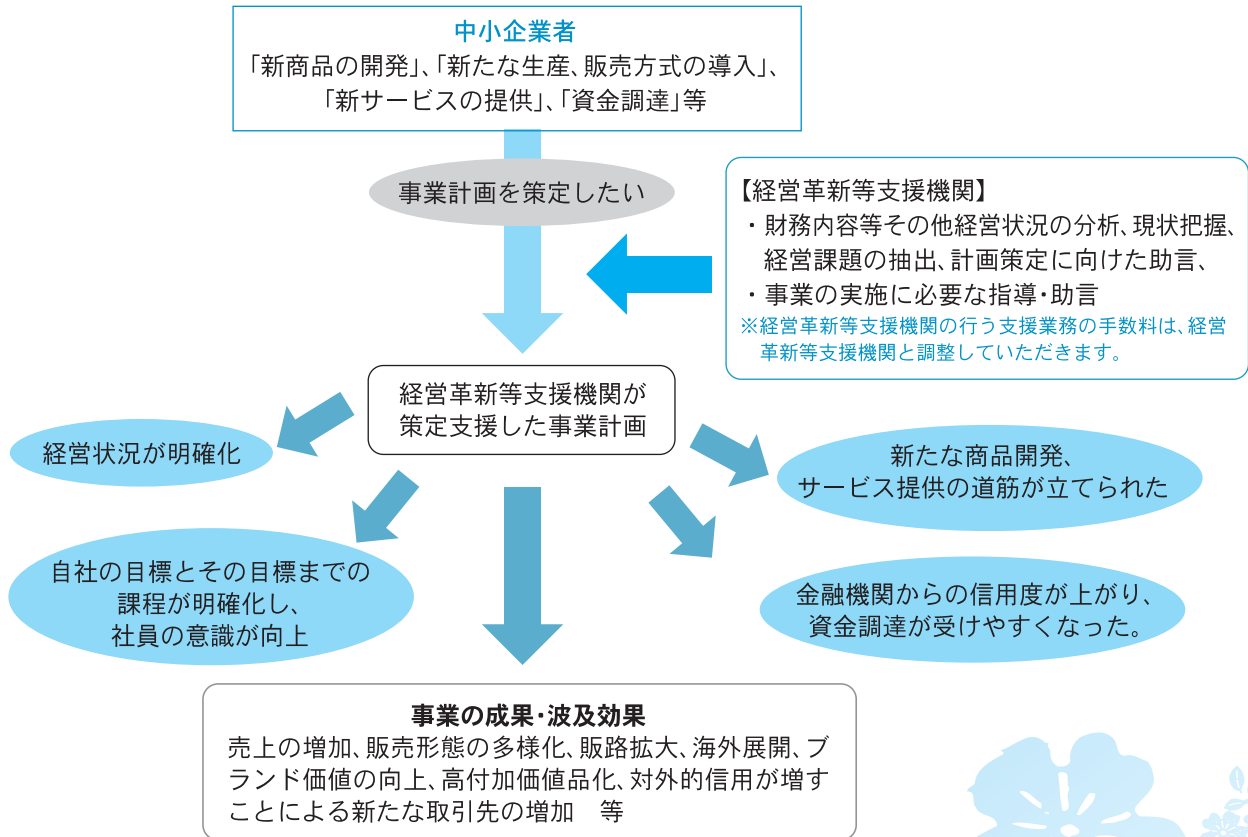 中小企業者
「新商品の開発」、「新たな生産、販売方式の導入」、
「新サービスの提供」、「資金調達」等
事業計画を策定したい
【経営革新等支援機関】
・財務内容等その他経営状況の分析、現状把握、
経営課題の抽出、計画策定に向けた助言、
・事業の実施に必要な指導・助言
※経営革新等支援機関の行う支援業務の手数料は、経営
革新等支援機関と調整していただきます。
経営革新等支援機関が
策定支援した事業計画
経営状況が明確化
新たな商品開発、
サービス提供の道筋が立てられた
自社の目標とその目標までの
課程が明確化し、
社員の意識が向上
金融機関からの信用度が上がり、
資金調達が受けやすくなった。
事業の成果・波及効果
売上の増加、販売形態の多様化、販路拡大、海外展開、ブ
ランド価値の向上、高付加価値品化、対外的信用が増す
ことによる新たな取引先の増加　等